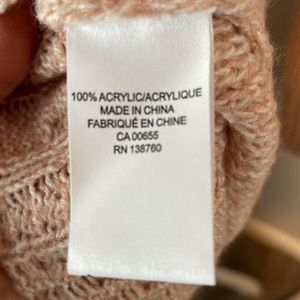 100% ACRYLIC/ACRYLIQUE
MADE IN CHINA
FABRIQUÉ EN CHINE
CA 00655
RN 138760